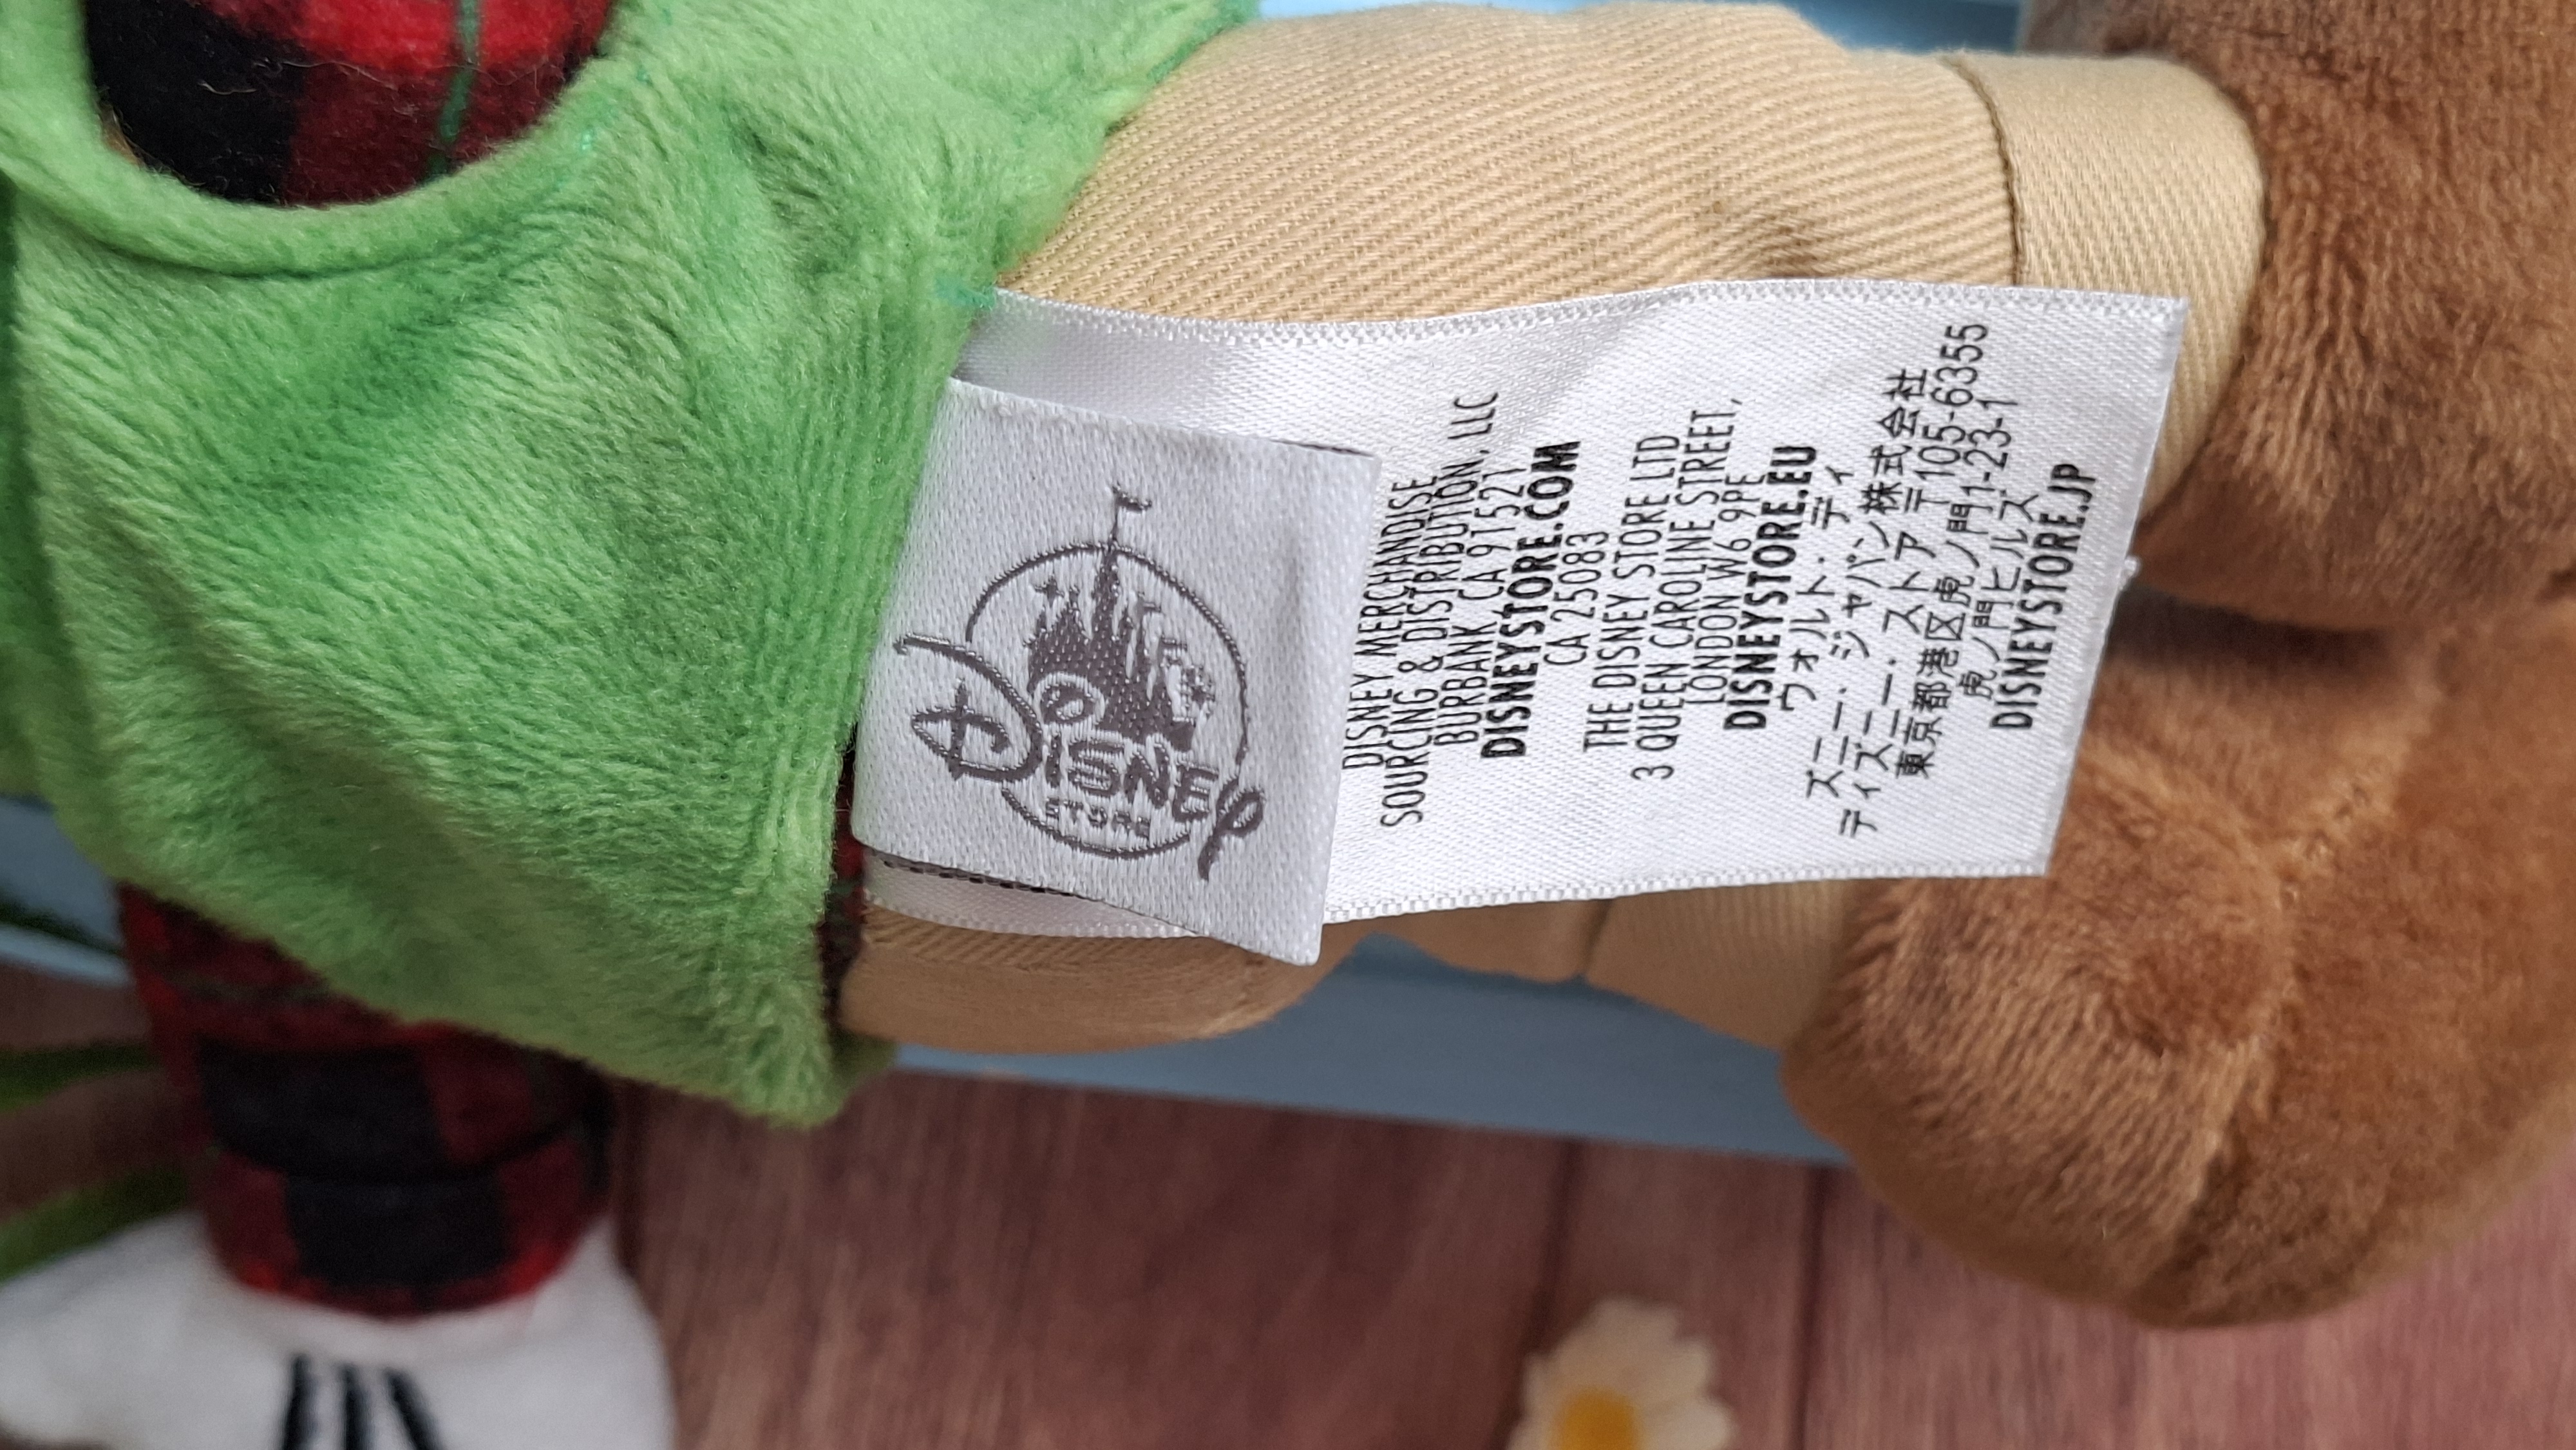 DISNEY
STORE
DISNEY MERCHANDISE
SOURCING & DISTRIBUTION, LLC
BURBANK CA 91521
DISNEYSTORE.COM
CA 25083
THE DISNEY STORE LTD
3 QUEEN CAROLINE STREET,
LONDON W6 9PE
DISNEYSTORE.EU
ウォルト・ディ
ズニー・ジャパン株式会社
ディズニー・ストア 〒105-6355
東京都港区虎ノ門1-23-1
虎ノ門ヒルズ
DISNEYSTORE.JP